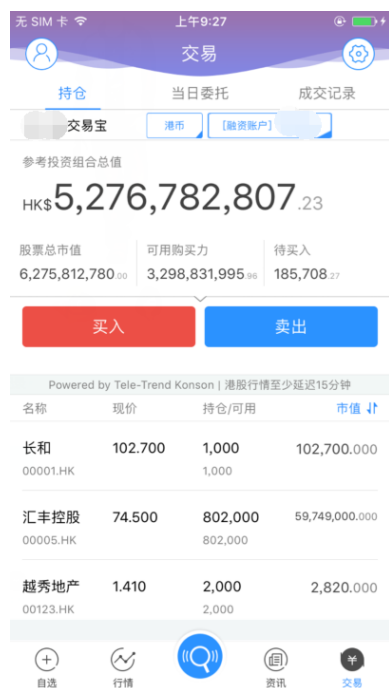 无 SIM 卡 上午9:27
交易
持仓 当日委托 成交记录
交易宝 港币 [融资账户]
参考投资组合总值
HK$5,276,782,807.23
股票总市值 可用购买力 待买入
6,275,812,780.00 3,298,831,995.96 185,708.27
买入 卖出
Powered by Tele-Trend Konson | 港股行情至少延迟15分钟
名称 现价 持仓/可用 市值
长和 102.700 1,000 102,700.000
00001.HK 1,000
汇丰控股 74.500 802,000 59,749,000.000
00005.HK 802,000
越秀地产 1.410 2,000 2,820.000
00123.HK 2,000
自选 行情 资讯 交易